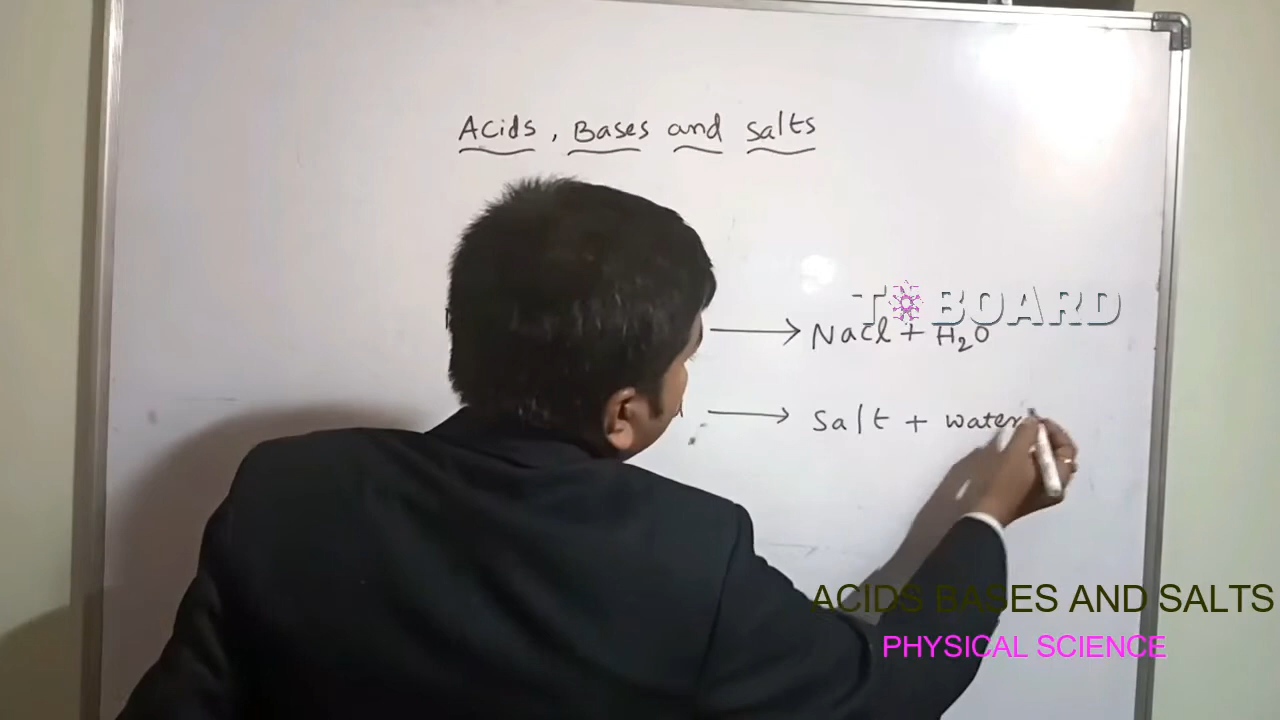 Acids, Bases and salts
T BOARD
→ NaCl + H₂O
→ Salt + water
ACIDS BASES AND SALTS
PHYSICAL SCIENCE